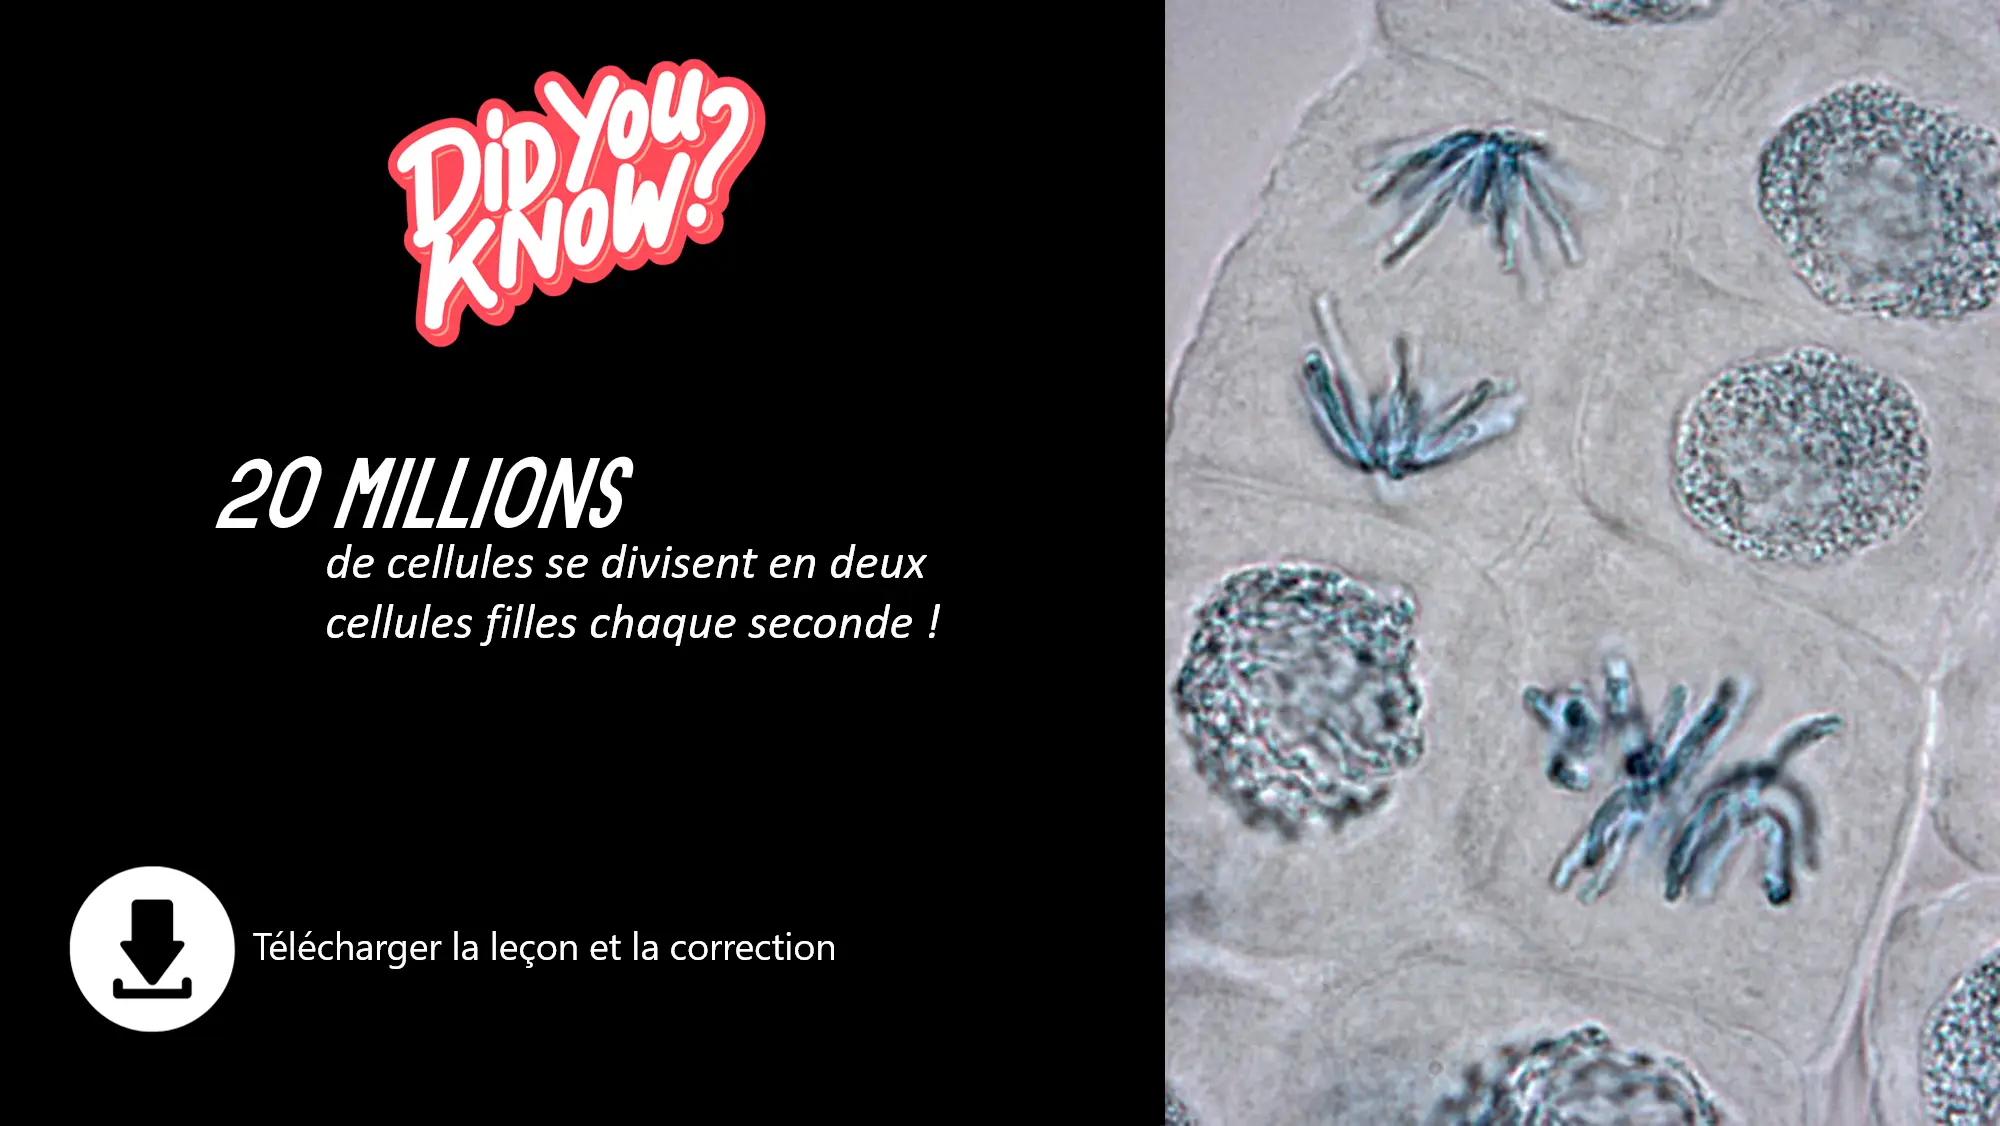 DiD YOU
KNOW?
20 MILLIONS
de cellules se divisent en deux
cellules filles chaque seconde !
Télécharger la leçon et la correction